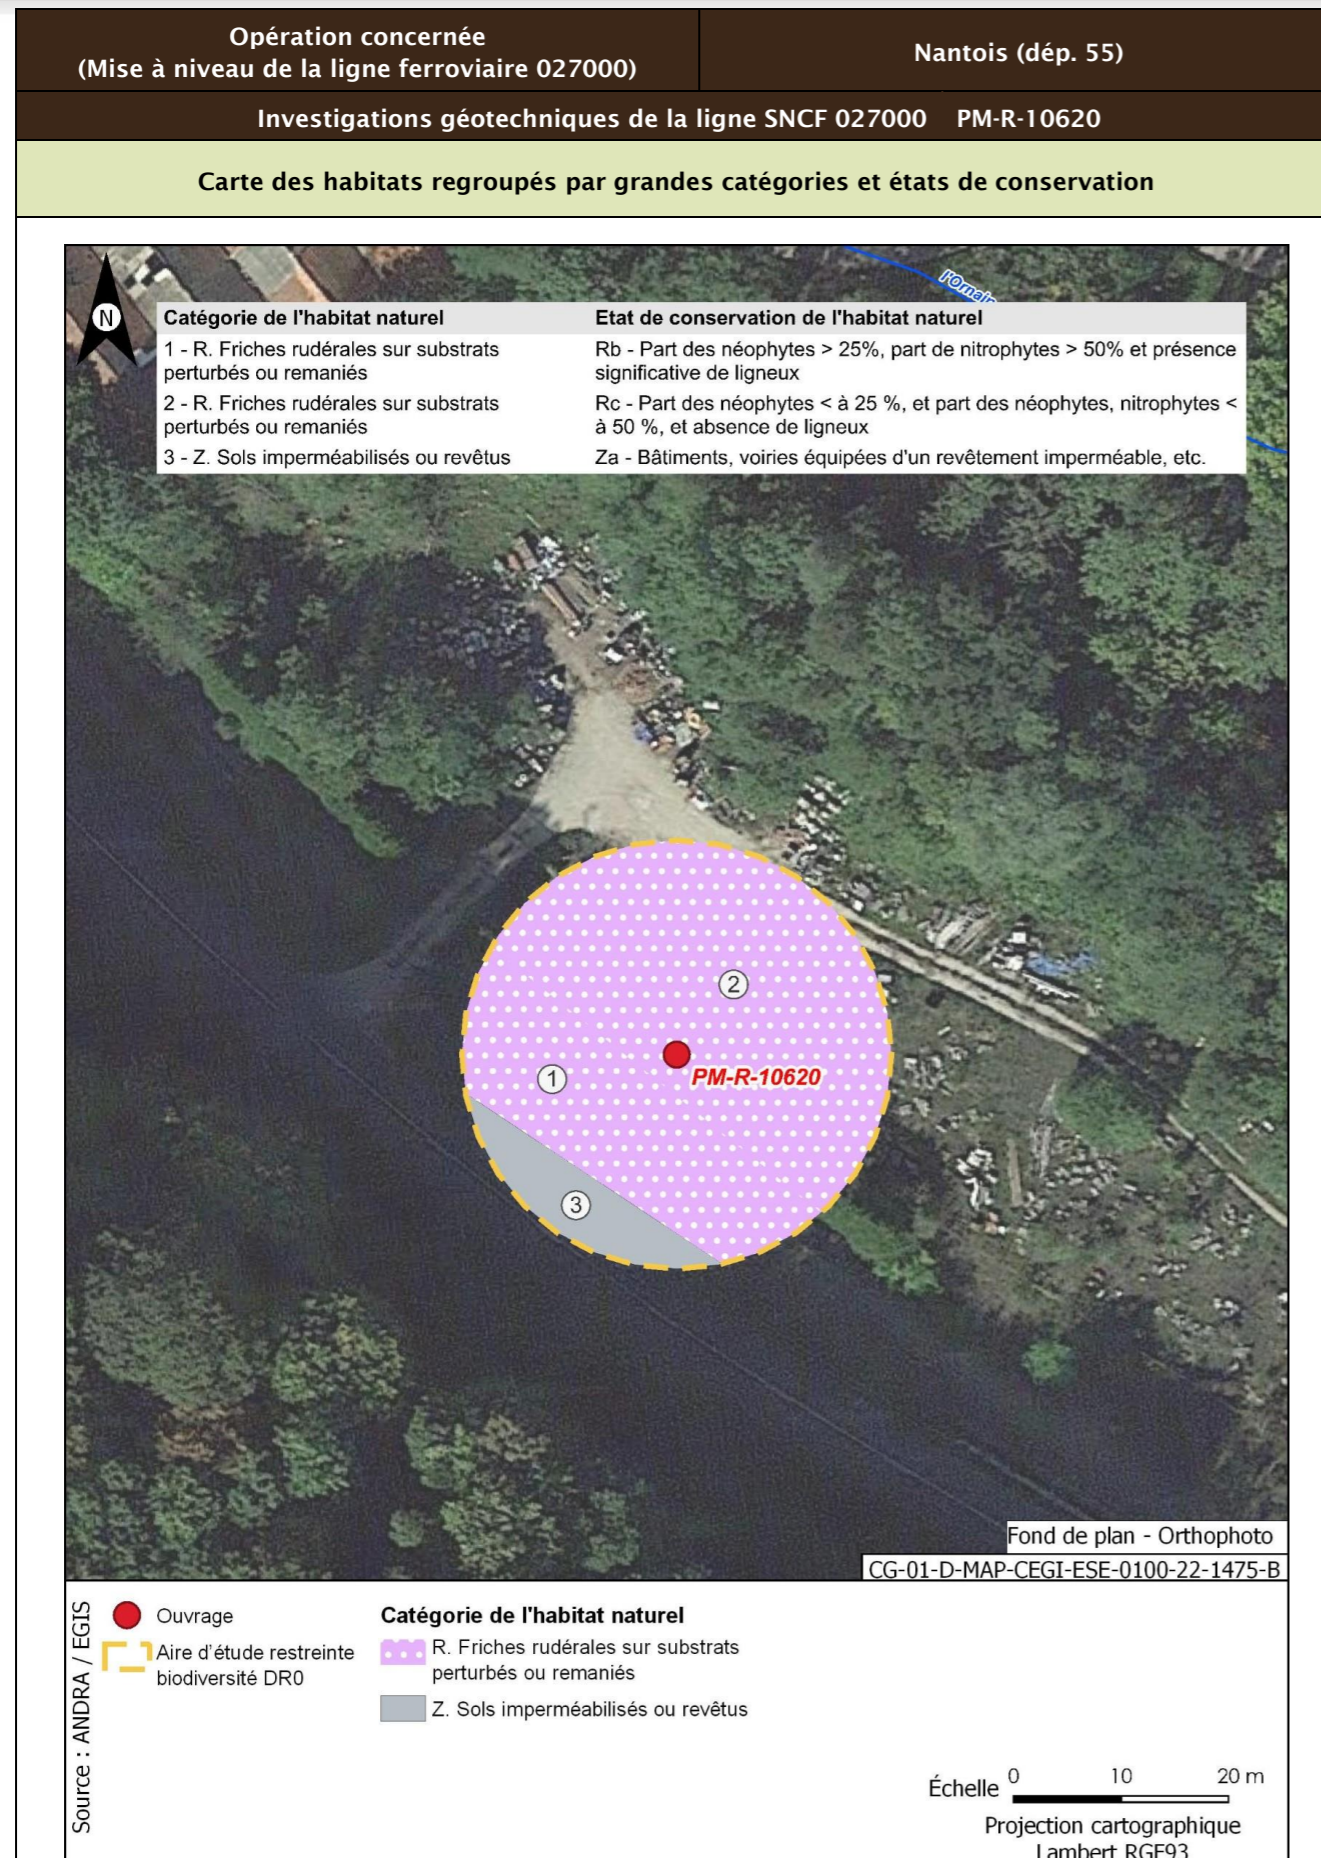 Opération concernée
(Mise à niveau de la ligne ferroviaire 027000)
Nantois (dép. 55)
Investigations géotechniques de la ligne SNCF 027000 PM-R-10620
Carte des habitats regroupés par grandes catégories et états de conservation
l'Ornain
N
Catégorie de l'habitat naturel
Etat de conservation de l'habitat naturel
1 - R. Friches rudérales sur substrats
perturbés ou remaniés
Rb - Part des néophytes > 25%, part de nitrophytes > 50% et présence
significative de ligneux
2 - R. Friches rudérales sur substrats
perturbés ou remaniés
Rc - Part des néophytes < à 25 %, et part des néophytes, nitrophytes <
à 50 %, et absence de ligneux
3 - Z. Sols imperméabilisés ou revêtus
Za - Bâtiments, voiries équipées d'un revêtement imperméable, etc.
2
1
PM-R-10620
3
Fond de plan - Orthophoto
CG-01-D-MAP-CEGI-ESE-0100-22-1475-B
Source : ANDRA / EGIS
Ouvrage
Aire d'étude restreinte
biodiversité DR0
Catégorie de l'habitat naturel
R. Friches rudérales sur substrats
perturbés ou remaniés
Z. Sols imperméabilisés ou revêtus
Échelle 0 10 20 m
Projection cartographique
Lambert RGF93